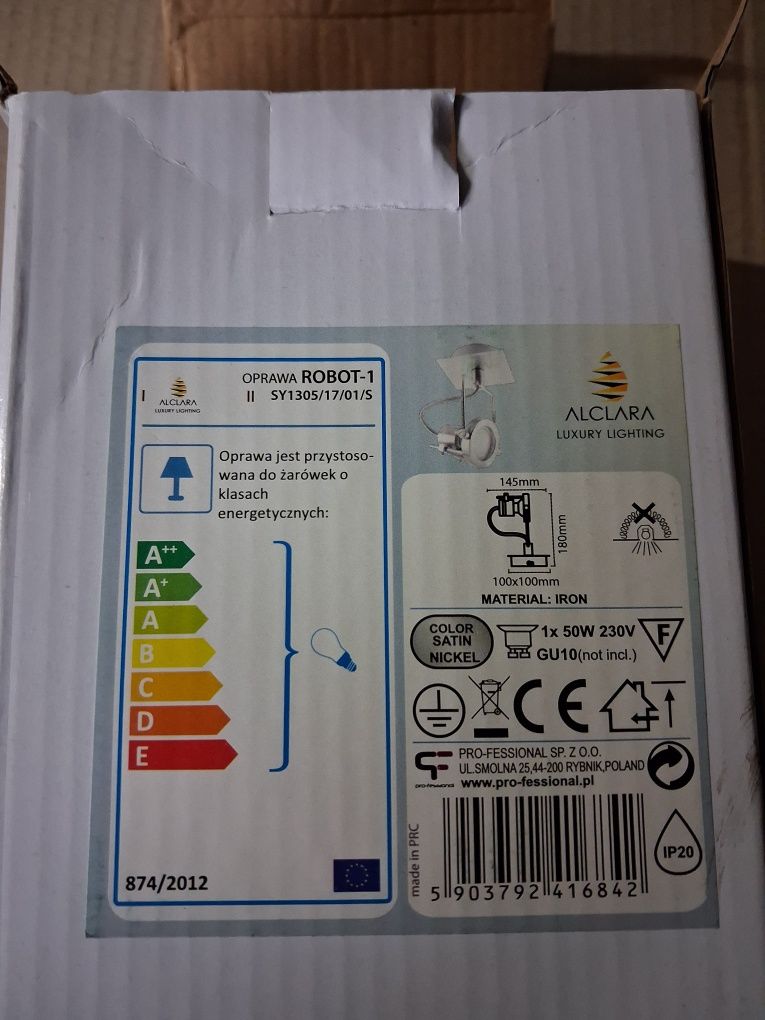 OPRAWA ROBOT-1
I
ALCLARA
LUXURY LIGHTING
II
SY1305/17/01/S
Oprawa jest przystoso-
wana do żarówek o
klasach
energetycznych:
A++
A+
A
B
C
D
E
874/2012
ALCLARA
LUXURY LIGHTING
145mm
180mm
100x100mm
MATERIAL: IRON
COLOR
SATIN
NICKEL
1x 50W 230V
GU10(not incl.)
F
CE
PRO-FESSIONAL SP. Z O.O.
UL.SMOLNA 25,44-200 RYBNIK,POLAND
www.pro-fessional.pl
pro-fessional
made in PRC
5 903792 416842
IP20